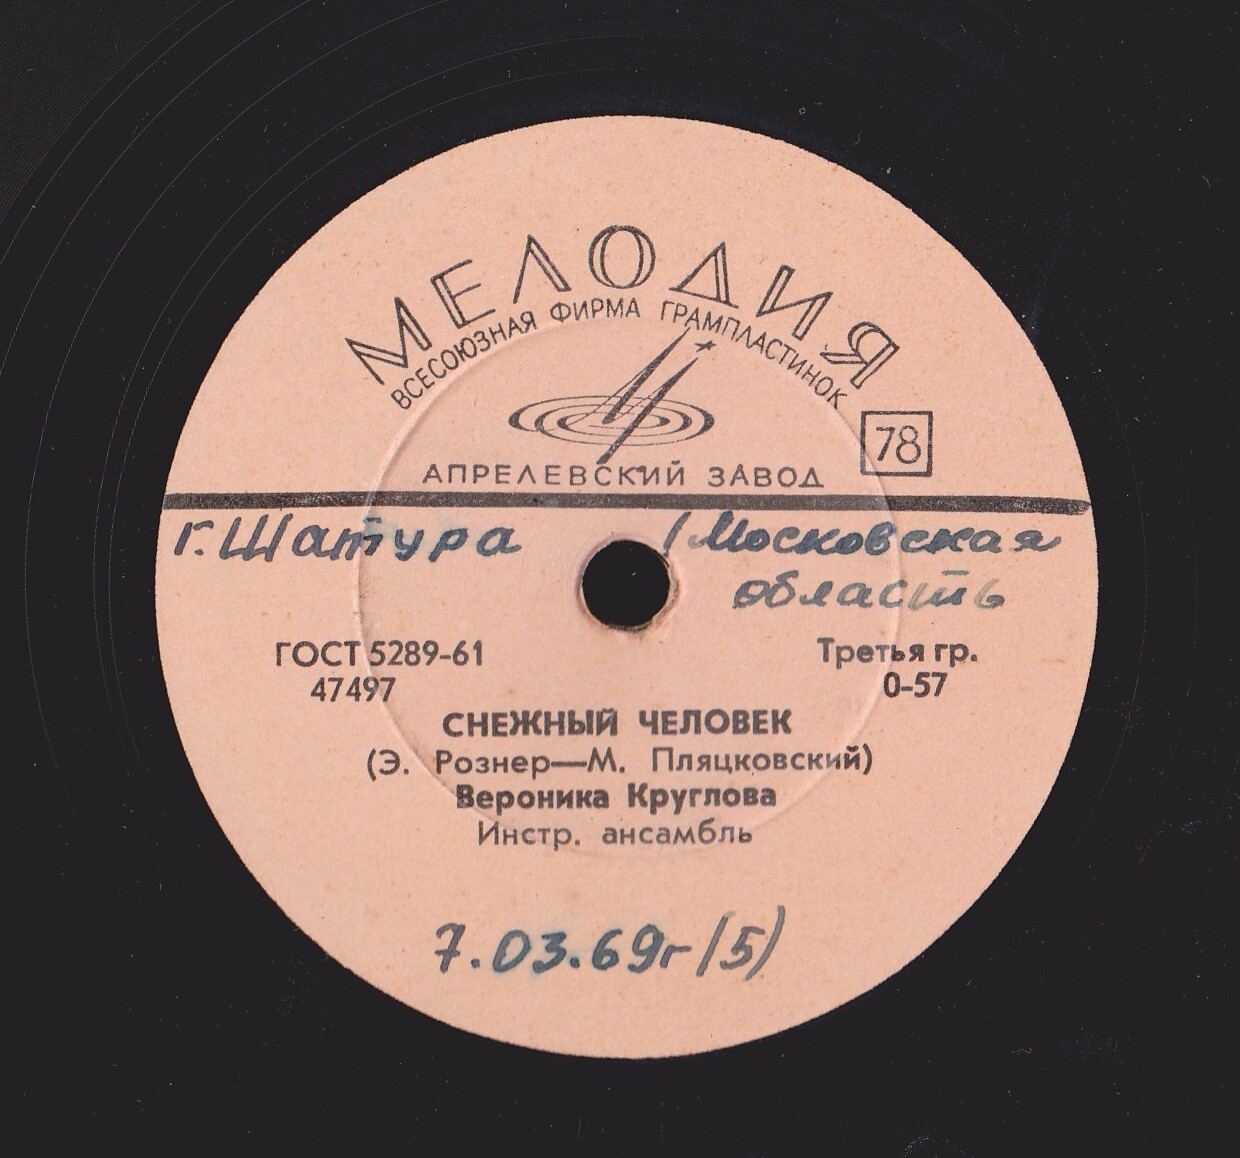 МЕЛОДИЯ
ВСЕСОЮЗНАЯ ФИРМА ГРАМПЛАСТИНОК
78
АПРЕЛЕВСКИЙ ЗАВОД
г. Шатура (Московская
область
ГОСТ 5289-61 Третья гр.
47497 0-57
СНЕЖНЫЙ ЧЕЛОВЕК
(Э. Рознер—М. Пляцковский)
Вероника Круглова
Инстр. ансамбль
7.03.69г (5)